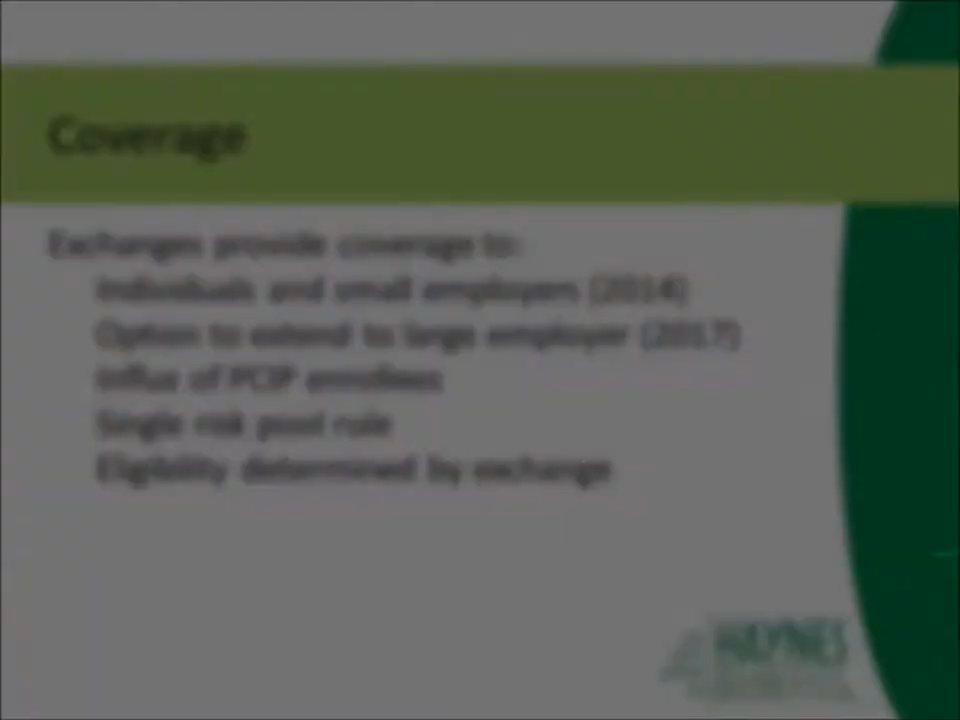 Coverage
Exchanges provide coverage to:
Individuals and small employers (2014)
Option to extend to large employer (2017)
Influx of PCIP enrollees
Single risk pool rule
Eligibility determined by exchange
HAYNES